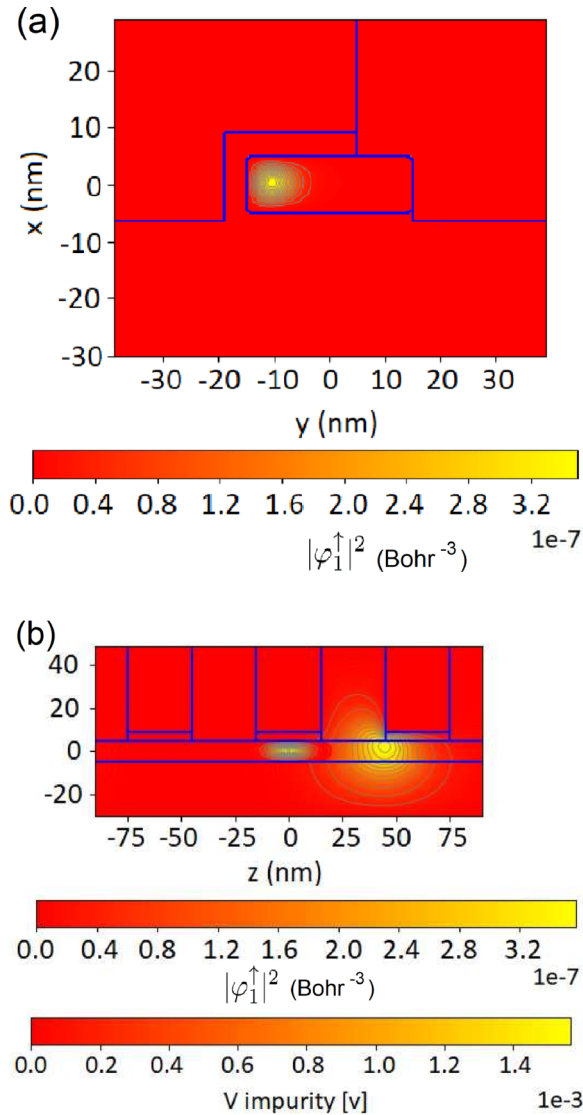 (a)
20
10
0
-10
-20
-30
x (nm)
-30 -20 -10 0 10 20 30
y (nm)
0.0 0.4 0.8 1.2 1.6 2.0 2.4 2.8 3.2
1e-7
|φ₁^↑|² (Bohr⁻³)
(b)
40
20
0
-20
x (nm)
-75 -50 -25 0 25 50 75
z (nm)
0.0 0.4 0.8 1.2 1.6 2.0 2.4 2.8 3.2
1e-7
|φ₁^↑|² (Bohr⁻³)
0.0 0.2 0.4 0.6 0.8 1.0 1.2 1.4
V impurity [v]
1e-3